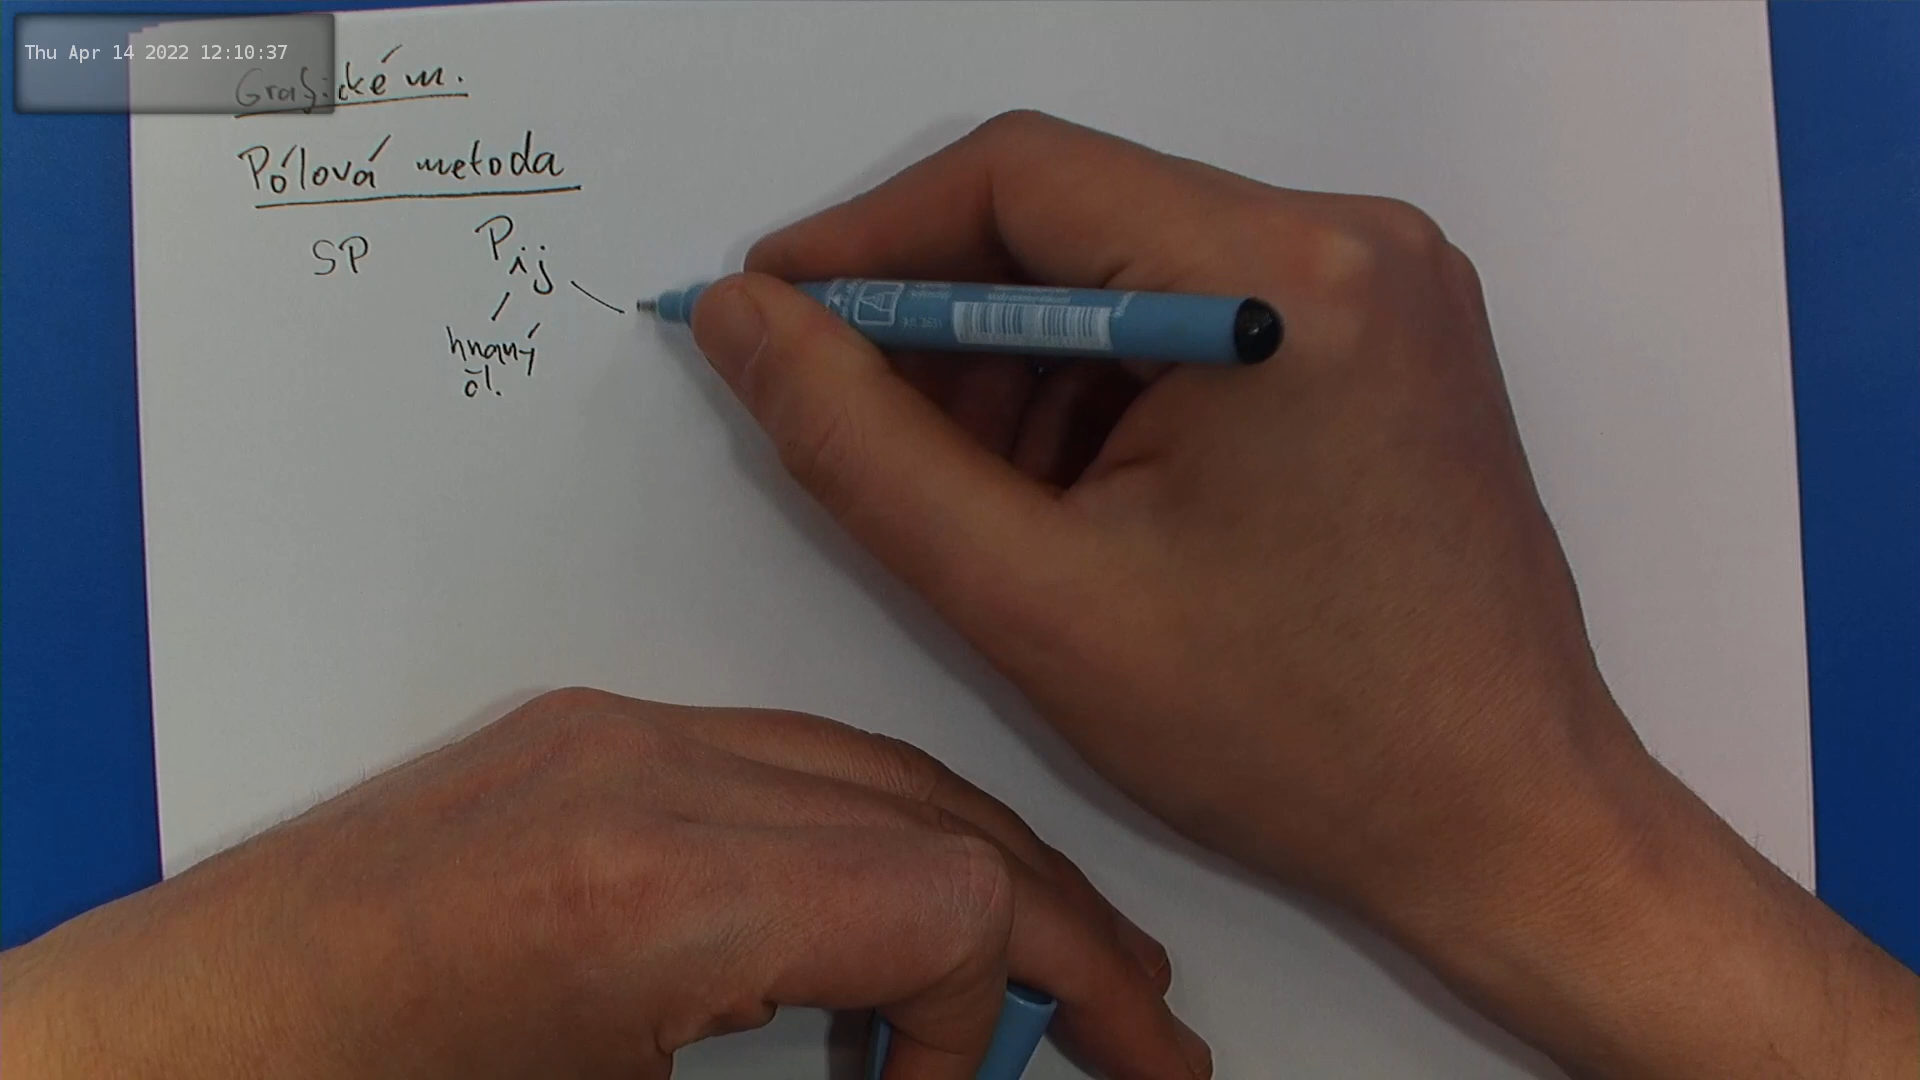 Thu Apr 14 2022 12:10:37
Grafické m.
Pólová metoda
SP Pij
hnaný
čl.